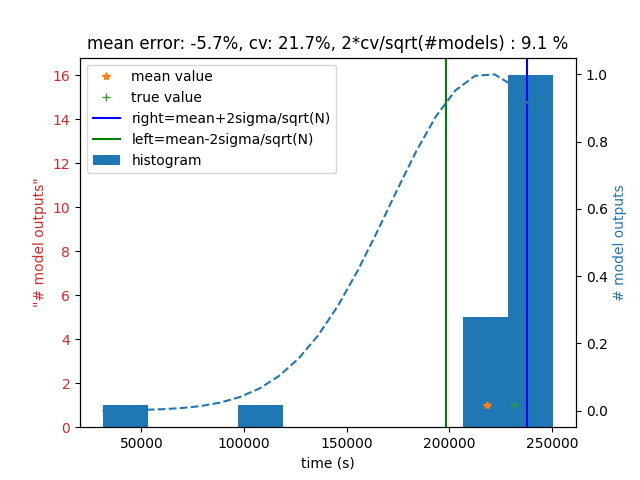 mean error: -5.7%, cv: 21.7%, 2*cv/sqrt(#models) : 9.1 %
mean value
true value
right=mean+2sigma/sqrt(N)
left=mean-2sigma/sqrt(N)
histogram
16
14
12
10
8
6
4
2
0
"# model outputs"
1.0
0.8
0.6
0.4
0.2
0.0
# model outputs
50000
100000
150000
200000
250000
time (s)